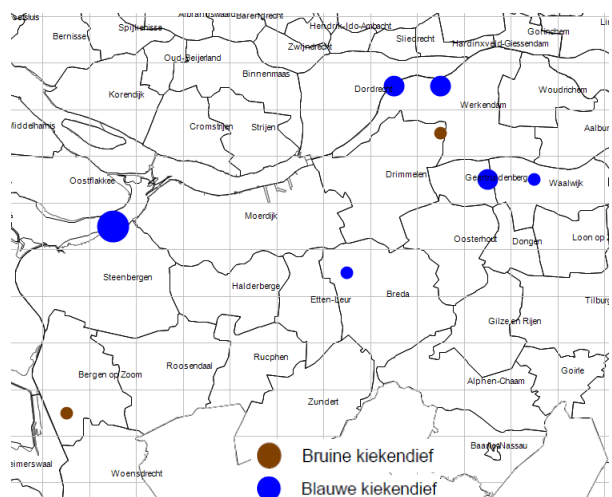 Bernisse
Spijkenisse
Hendrik-Ido-Ambacht
Zwijndrecht
Sliedrecht
Gorinchem
Hardinxveld-Giessendam
Oud-Beijerland
Binnenmaas
Korendijk
Dordrecht
Woudrichem
Werkendam
Middelharnis
Cromstrijen
Strijen
Aalburg
Oostflakkee
Drimmelen
Geertruidenberg
Waalwijk
Moerdijk
Oosterhout
Dongen
Loon op
Steenbergen
Halderberge
Etten-Leur
Breda
Gilze en Rijen
Tilburg
Roosendaal
Rucphen
Bergen op Zoom
Goirle
Alphen-Chaam
Zundert
Baarle-Nassau
Woensdrecht
Bruine kiekendief
Blauwe kiekendief